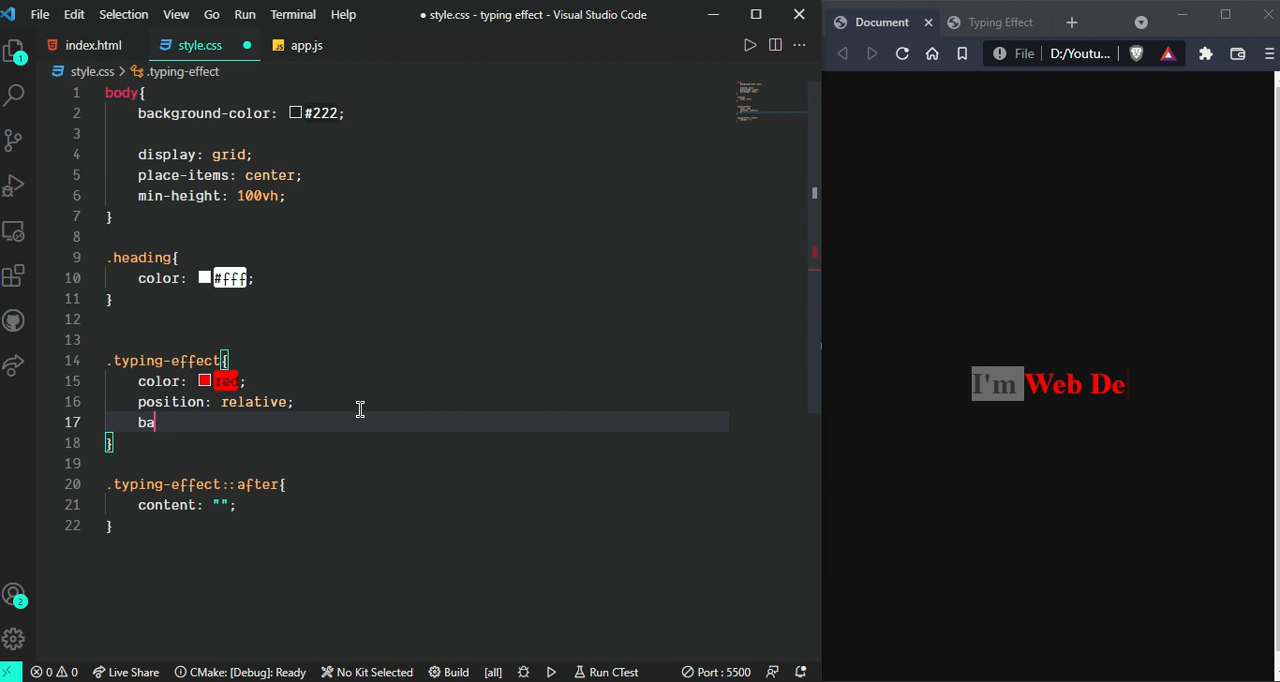 File Edit Selection View Go Run Terminal Help
● style.css - typing effect - Visual Studio Code
index.html style.css ● JS app.js
style.css > .typing-effect
1 body{
2 background-color: #222;
3
4 display: grid;
5 place-items: center;
6 min-height: 100vh;
7 }
8
9 .heading{
10 color: #fff;
11 }
12
13
14 .typing-effect{
15 color: red;
16 position: relative;
17 ba
18 }
19
20 .typing-effect::after{
21 content: "";
22 }
1
2
0 0 Live Share CMake: [Debug]: Ready No Kit Selected Build [all] Run CTest Port : 5500
Document Typing Effect
File D:/Youtu...
I'm Web De